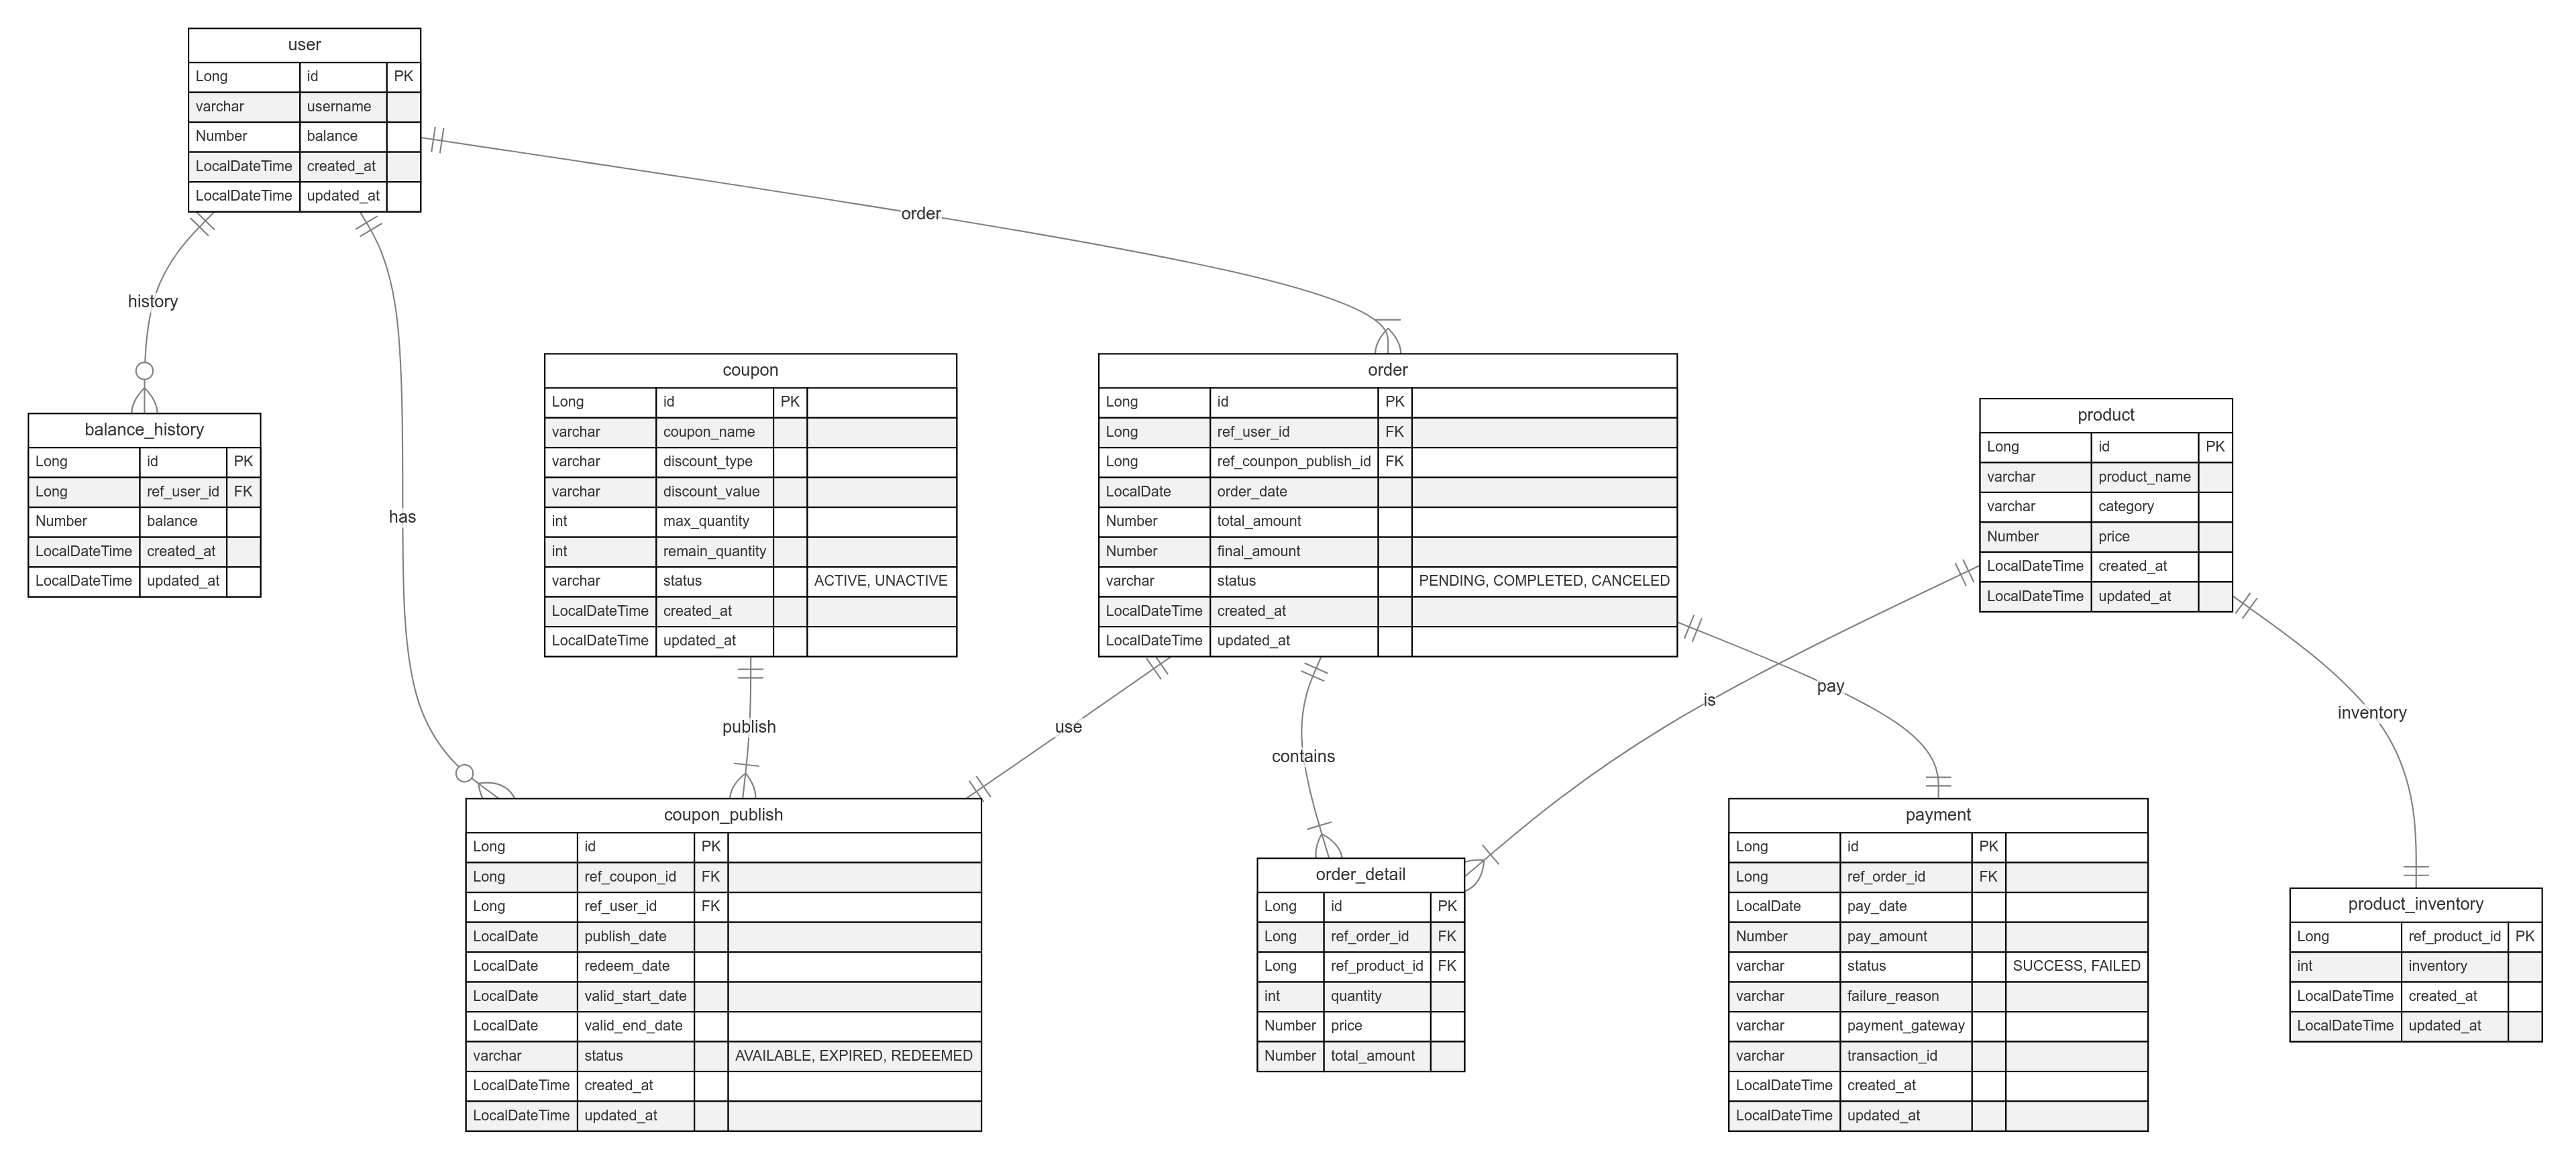 user
Long id PK
varchar username
Number balance
LocalDateTime created_at
LocalDateTime updated_at
order
history
has
balance_history
Long id PK
Long ref_user_id FK
Number balance
LocalDateTime created_at
LocalDateTime updated_at
coupon
Long id PK
varchar coupon_name
varchar discount_type
varchar discount_value
int max_quantity
int remain_quantity
varchar status ACTIVE, UNACTIVE
LocalDateTime created_at
LocalDateTime updated_at
order
Long id PK
Long ref_user_id FK
Long ref_counpon_publish_id FK
LocalDate order_date
Number total_amount
Number final_amount
varchar status PENDING, COMPLETED, CANCELED
LocalDateTime created_at
LocalDateTime updated_at
product
Long id PK
varchar product_name
varchar category
Number price
LocalDateTime created_at
LocalDateTime updated_at
publish
use
contains
is
pay
inventory
coupon_publish
Long id PK
Long ref_coupon_id FK
Long ref_user_id FK
LocalDate publish_date
LocalDate redeem_date
LocalDate valid_start_date
LocalDate valid_end_date
varchar status AVAILABLE, EXPIRED, REDEEMED
LocalDateTime created_at
LocalDateTime updated_at
order_detail
Long id PK
Long ref_order_id FK
Long ref_product_id FK
int quantity
Number price
Number total_amount
payment
Long id PK
Long ref_order_id FK
LocalDate pay_date
Number pay_amount
varchar status SUCCESS, FAILED
varchar failure_reason
varchar payment_gateway
varchar transaction_id
LocalDateTime created_at
LocalDateTime updated_at
product_inventory
Long ref_product_id PK
int inventory
LocalDateTime created_at
LocalDateTime updated_at